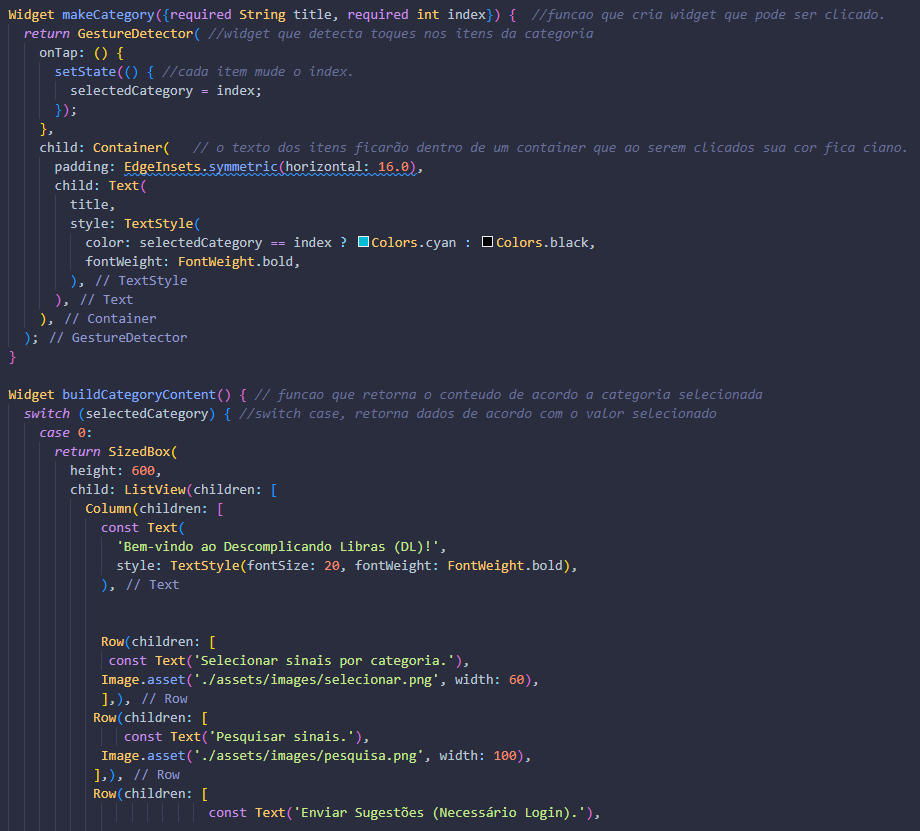 Widget makeCategory({required String title, required int index}) {  //funcao que cria widget que pode ser clicado.
  return GestureDetector( //widget que detecta toques nos itens da categoria
    onTap: () {
      setState(() { //cada item mude o index.
        selectedCategory = index;
      });
    },
    child: Container(   // o texto dos itens ficarão dentro de um container que ao serem clicados sua cor fica ciano.
      padding: EdgeInsets.symmetric(horizontal: 16.0),
      child: Text(
        title,
        style: TextStyle(
          color: selectedCategory == index ? Colors.cyan : Colors.black,
          fontWeight: FontWeight.bold,
        ), // TextStyle
      ), // Text
    ), // Container
  ); // GestureDetector
}

Widget buildCategoryContent() { // funcao que retorna o conteudo de acordo a categoria selecionada
  switch (selectedCategory) { //switch case, retorna dados de acordo com o valor selecionado
    case 0:
      return SizedBox(
        height: 600,
        child: ListView(children: [
          Column(children: [
            const Text(
              'Bem-vindo ao Descomplicando Libras (DL)!',
              style: TextStyle(fontSize: 20, fontWeight: FontWeight.bold),
            ), // Text


            Row(children: [
             const Text('Selecionar sinais por categoria.'),
            Image.asset('./assets/images/selecionar.png', width: 60),
            ],), // Row
           Row(children: [
               const Text('Pesquisar sinais.'),
            Image.asset('./assets/images/pesquisa.png', width: 100),
           ],), // Row
           Row(children: [
                          const Text('Enviar Sugestões (Necessário Login).'),